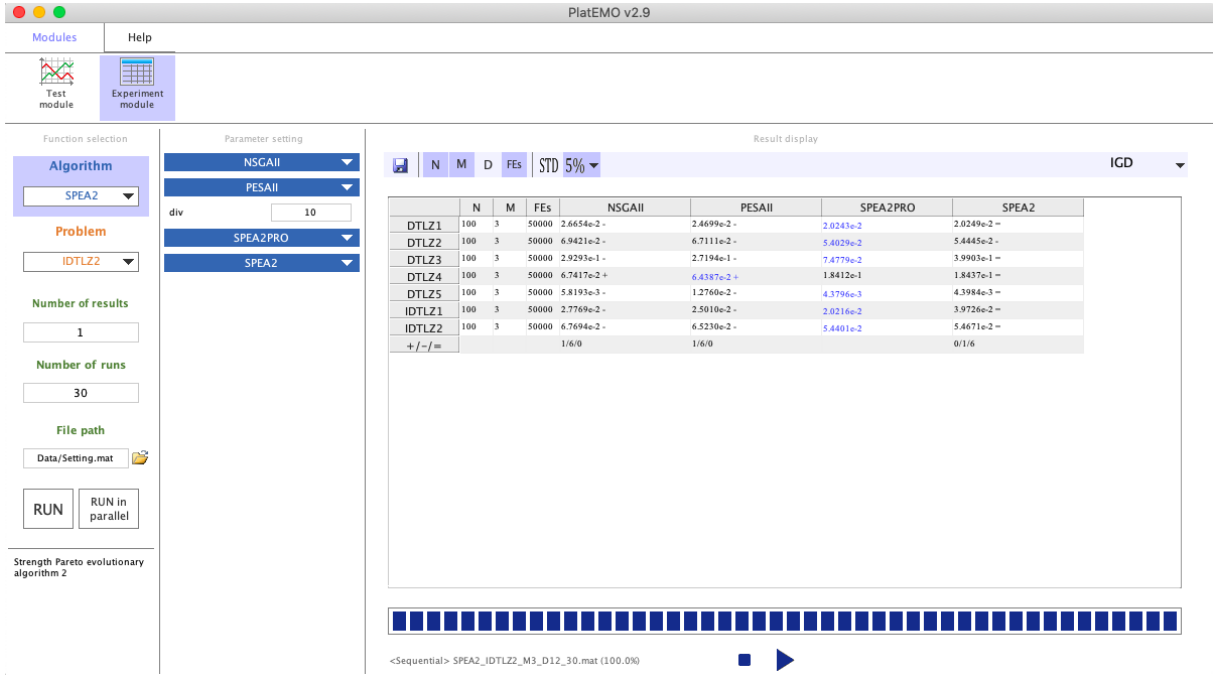 PlatEMO v2.9
Modules Help
Test module
Experiment module
Function selection
Algorithm
SPEA2
Problem
IDTLZ2
Number of results
1
Number of runs
30
File path
Data/Setting.mat
RUN
RUN in parallel
Strength Pareto evolutionary
algorithm 2
Parameter setting
NSGAII
PESAII
div 10
SPEA2PRO
SPEA2
Result display
N M D FEs STD 5% IGD
N M FEs NSGAII PESAII SPEA2PRO SPEA2
DTLZ1 100 3 50000 2.6654e-2 - 2.4699e-2 - 2.0243e-2 2.0249e-2 =
DTLZ2 100 3 50000 6.9421e-2 - 6.7111e-2 - 5.4029e-2 5.4445e-2 -
DTLZ3 100 3 50000 2.9293e-1 - 2.7194e-1 - 7.4779e-2 3.9903e-1 =
DTLZ4 100 3 50000 6.7417e-2 + 6.4387e-2 + 1.8412e-1 1.8437e-1 =
DTLZ5 100 3 50000 5.8193e-3 - 1.2760e-2 - 4.3796e-3 4.3984e-3 =
IDTLZ1 100 3 50000 2.7769e-2 - 2.5010e-2 - 2.0216e-2 3.9726e-2 =
IDTLZ2 100 3 50000 6.7694e-2 - 6.5230e-2 - 5.4401e-2 5.4671e-2 =
+/-/= 1/6/0 1/6/0 0/1/6
<Sequential> SPEA2_IDTLZ2_M3_D12_30.mat (100.0%)